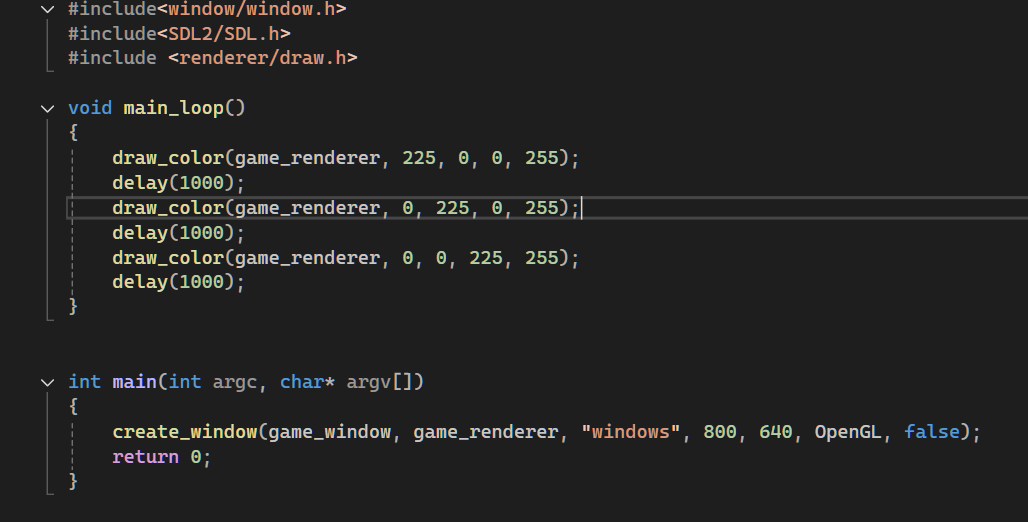 #include<window/window.h>
#include<SDL2/SDL.h>
#include <renderer/draw.h>
void main_loop()
{
draw_color(game_renderer, 225, 0, 0, 255);
delay(1000);
draw_color(game_renderer, 0, 225, 0, 255);
delay(1000);
draw_color(game_renderer, 0, 0, 225, 255);
delay(1000);
}
int main(int argc, char* argv[])
{
create_window(game_window, game_renderer, "windows", 800, 640, OpenGL, false);
return 0;
}